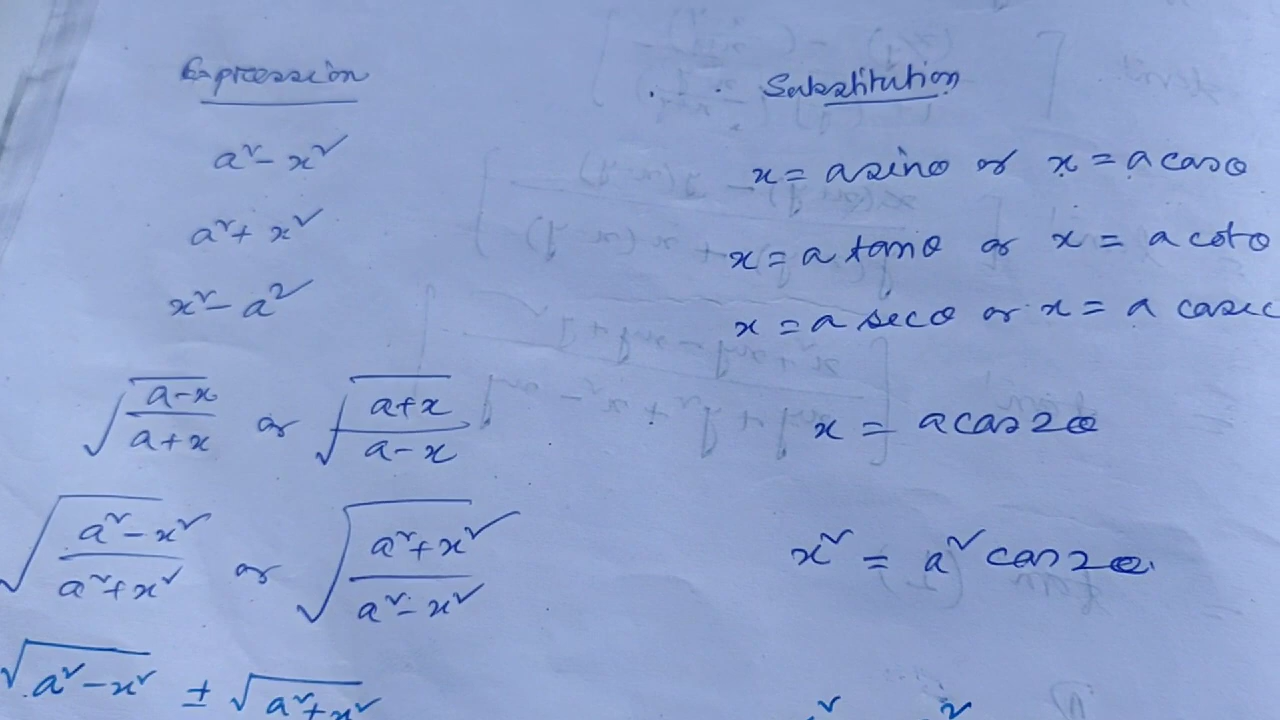 Expression Substitution
a² - x² x = a sinθ or x = a cosθ
a² + x² x = a tanθ or x = a cotθ
x² - a² x = a secθ or x = a cosec
√((a-x)/(a+x)) or √((a+x)/(a-x)) x = a cos2θ
√((a²-x²)/(a²+x²)) or √((a²+x²)/(a²-x²)) x² = a² cos2θ.
√(a²-x²) ± √(a²+x²)